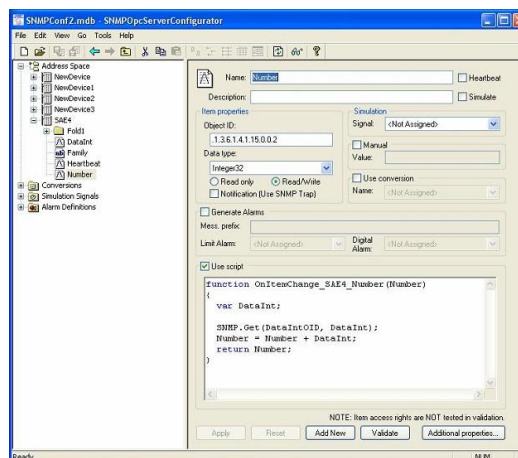 SNMPConf2.mdb - SNMPOpcServerConfigurator
File Edit View Go Tools Help
Address Space
NewDevice
NewDevice1
NewDevice2
NewDevice3
SAE4
Fold1
DataInt
Family
Heartbeat
Number
Conversions
Simulation Signals
Alarm Definitions
Name: Number Heartbeat
Description: Simulate
Item properties
Object ID:
.1.3.6.1.4.1.15.0.0.2
Data type:
Integer32
Read only Read/Write
Notification (Use SNMP Trap)
Simulation
Signal: <Not Assigned>
Manual
Value:
Use conversion
Name: <Not Assigned>
Generate Alarms
Mess. prefix:
Limit Alarm: <Not Assigned> Digital Alarm: <Not Assigned>
Use script
function OnItemChange_SAE4_Number(Number)
{
var DataInt;
SNMP.Get(DataIntOID, DataInt);
Number = Number + DataInt;
return Number;
}
NOTE: Item access rights are NOT tested in validation.
Apply Reset Add New Validate Additional properties...
Ready NUM